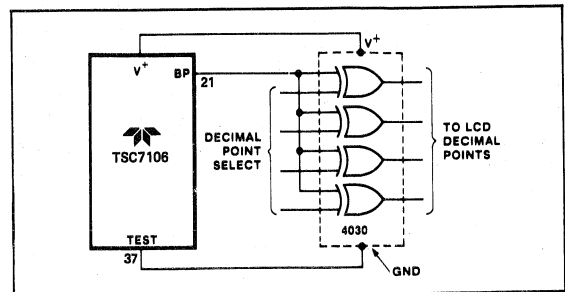 V+
V+
BP
21
TSC7106
DECIMAL
POINT
SELECT
TO LCD
DECIMAL
POINTS
4030
TEST
37
GND